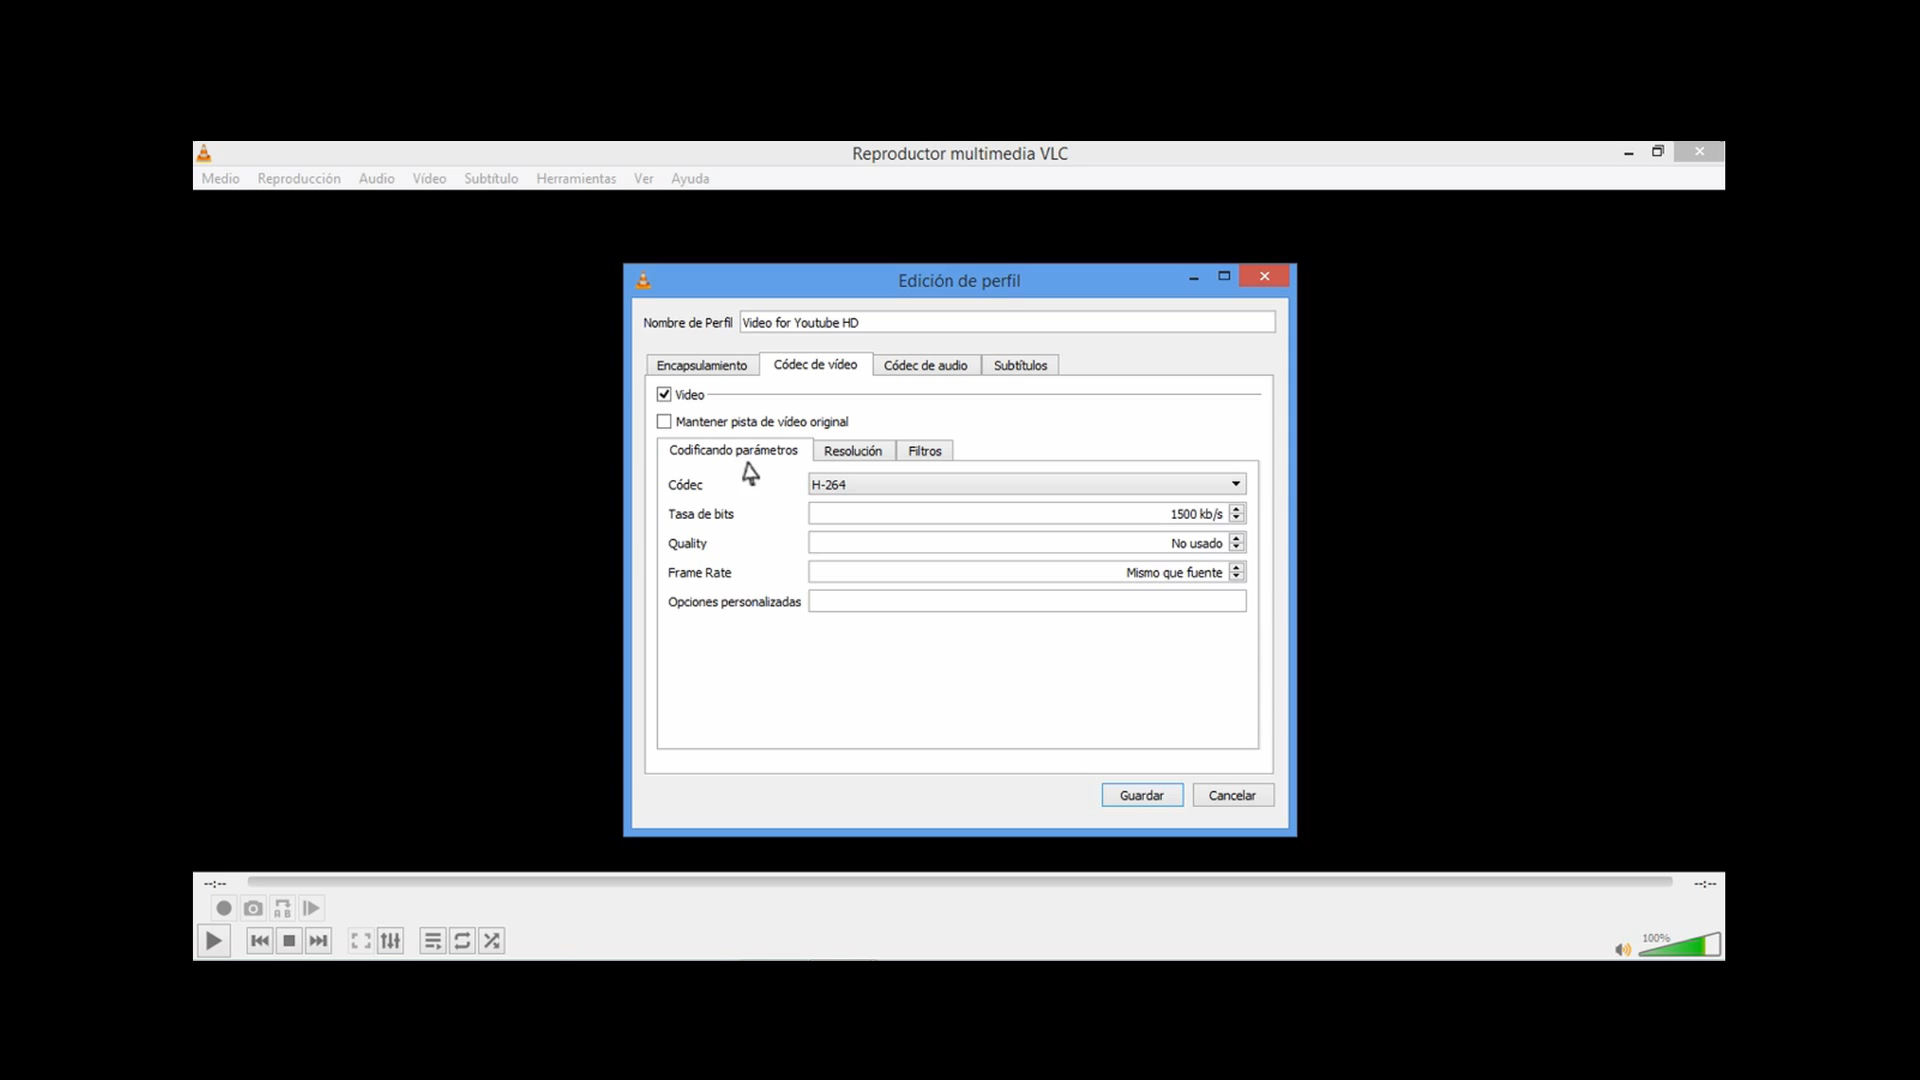 Reproductor multimedia VLC
Medio Reproducción Audio Vídeo Subtítulo Herramientas Ver Ayuda
Edición de perfil
Nombre de Perfil Video for Youtube HD
Encapsulamiento Códec de vídeo Códec de audio Subtítulos
Video
Mantener pista de vídeo original
Codificando parámetros Resolución Filtros
Códec H-264
Tasa de bits 1500 kb/s
Quality No usado
Frame Rate Mismo que fuente
Opciones personalizadas
Guardar Cancelar
--:-- --:--
A B
100%